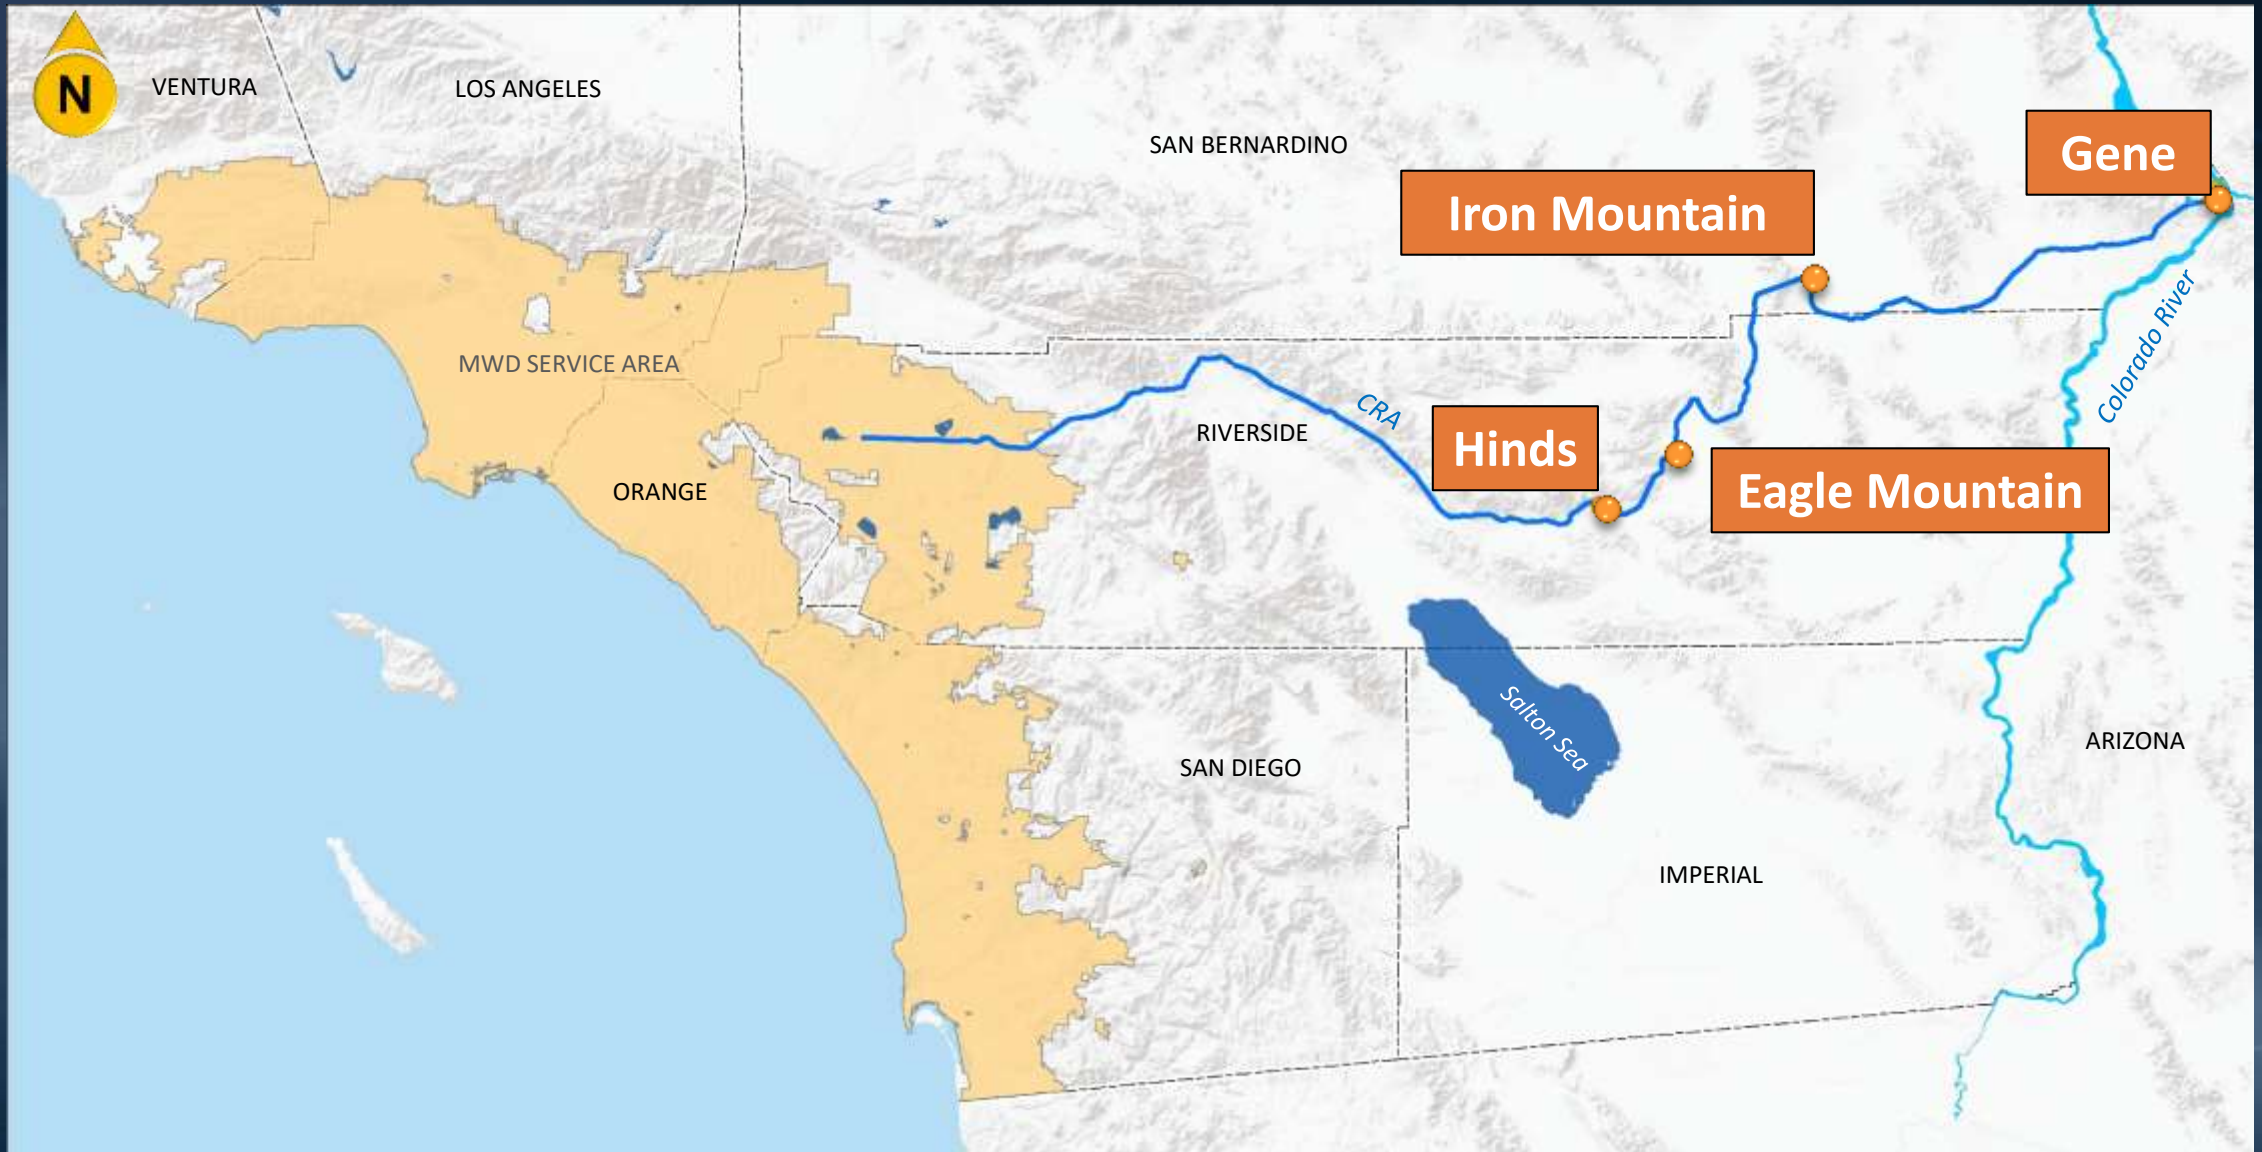 N
VENTURA
LOS ANGELES
SAN BERNARDINO
Gene
Iron Mountain
Colorado River
MWD SERVICE AREA
CRA
RIVERSIDE
Hinds
Eagle Mountain
ORANGE
Salton Sea
SAN DIEGO
ARIZONA
IMPERIAL